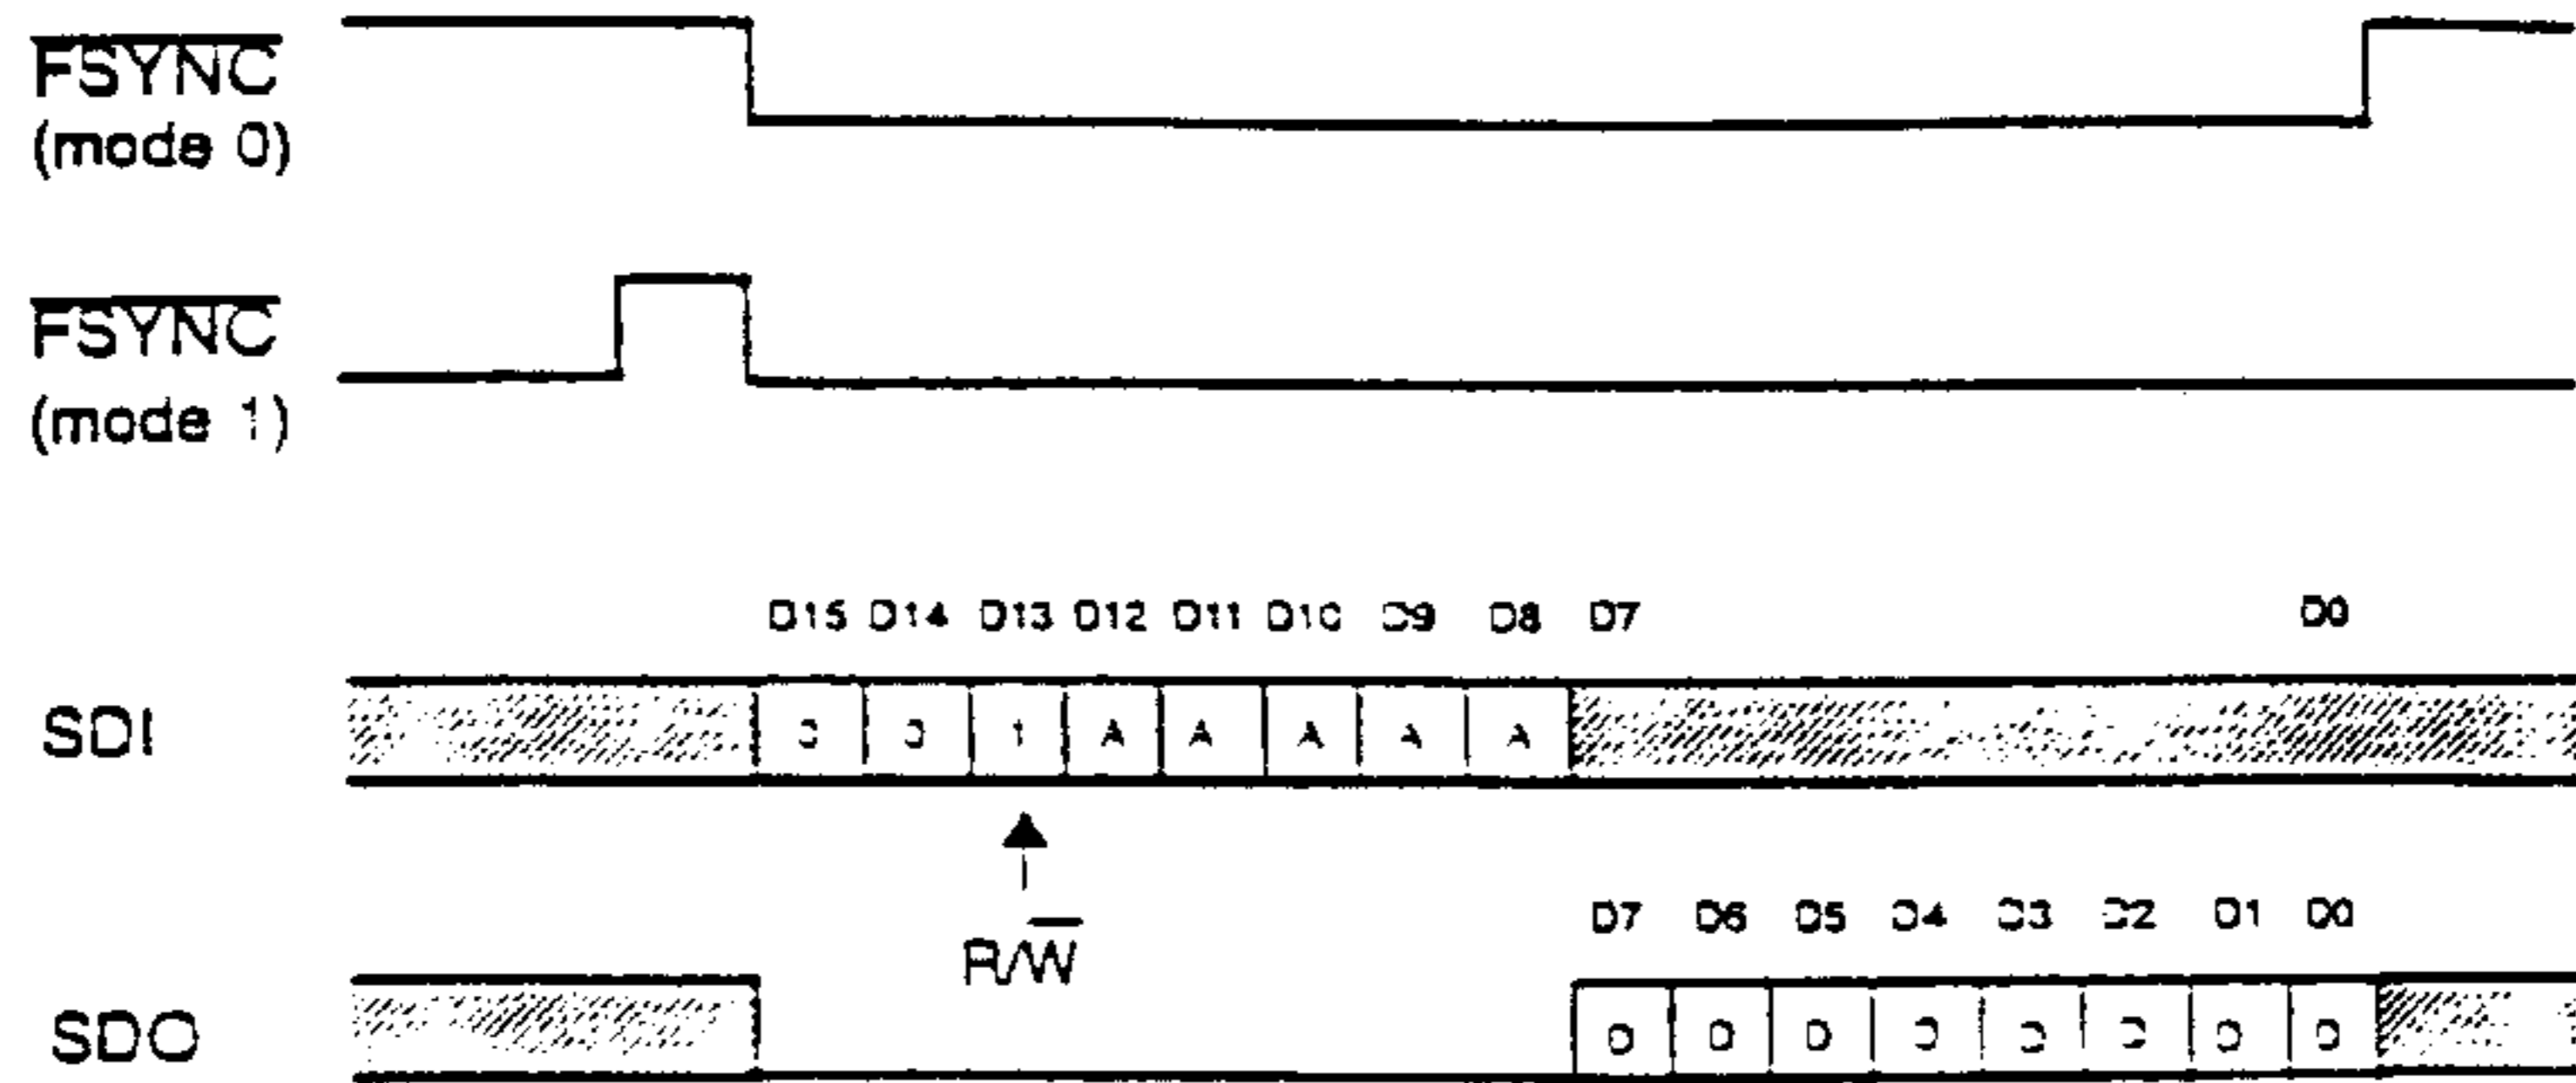 FSYNC
(mode 0)
FSYNC
(mode 1)
D15 D14 D13 D12 D11 D10 D9 D8 D7 D0
SDI 0 0 1 A A A A A
R/W
D7 D6 D5 D4 D3 D2 D1 D0
SDO D D D D D D D D